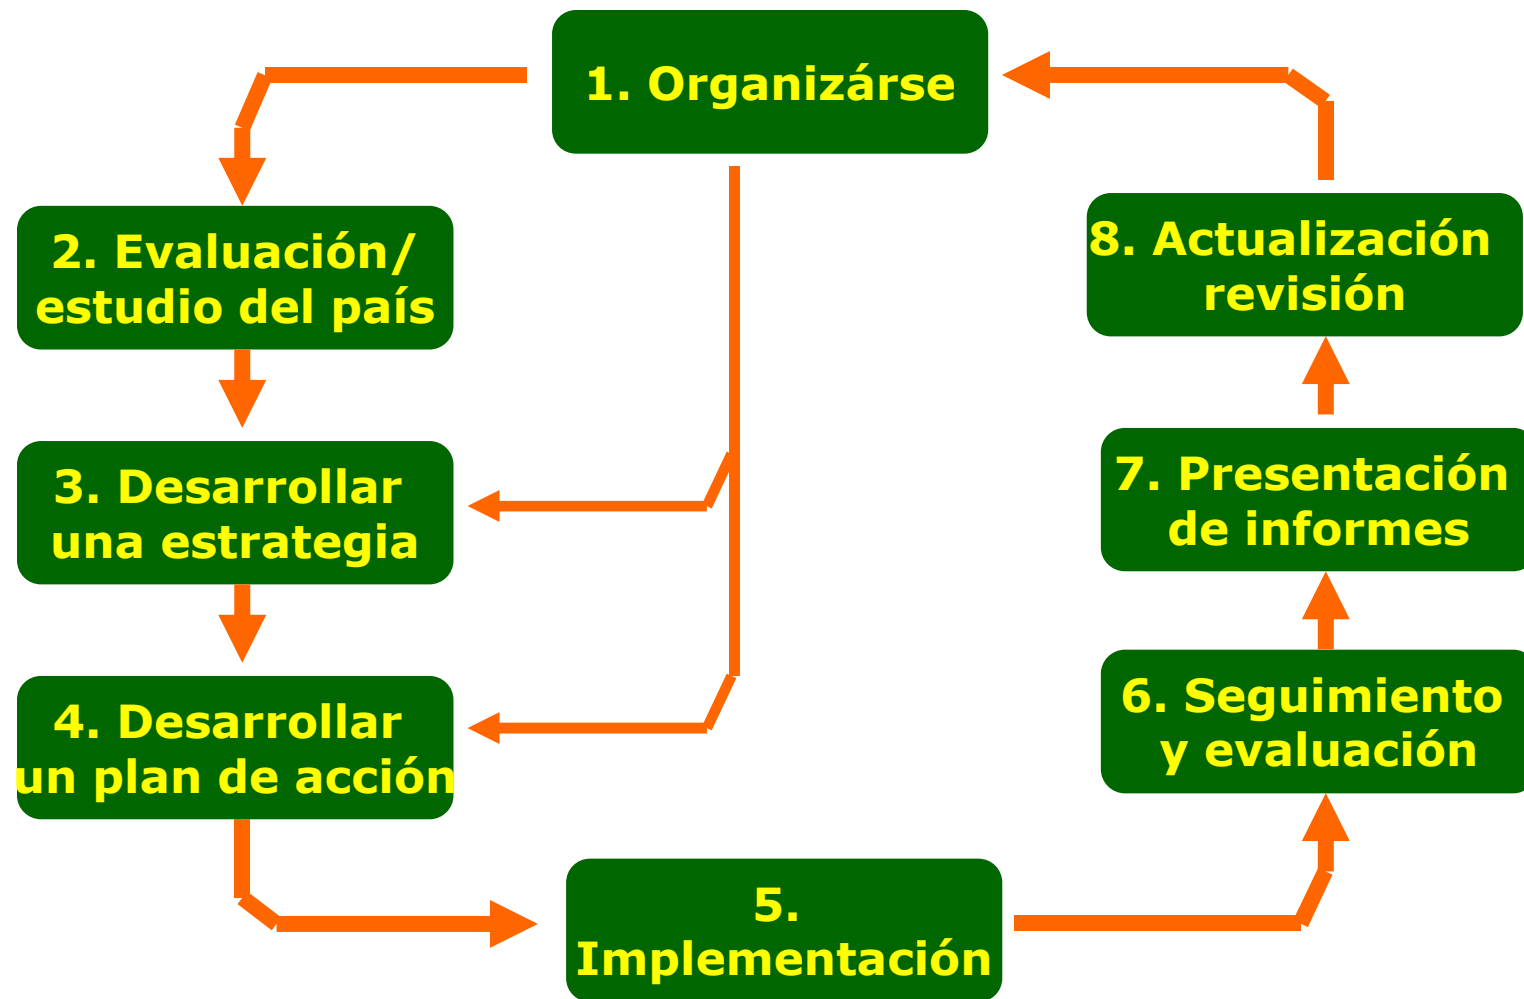 1. Organizárse
2. Evaluación/
estudio del país
3. Desarrollar
una estrategia
4. Desarrollar
un plan de acción
5.
Implementación
6. Seguimiento
y evaluación
7. Presentación
de informes
8. Actualización
revisión